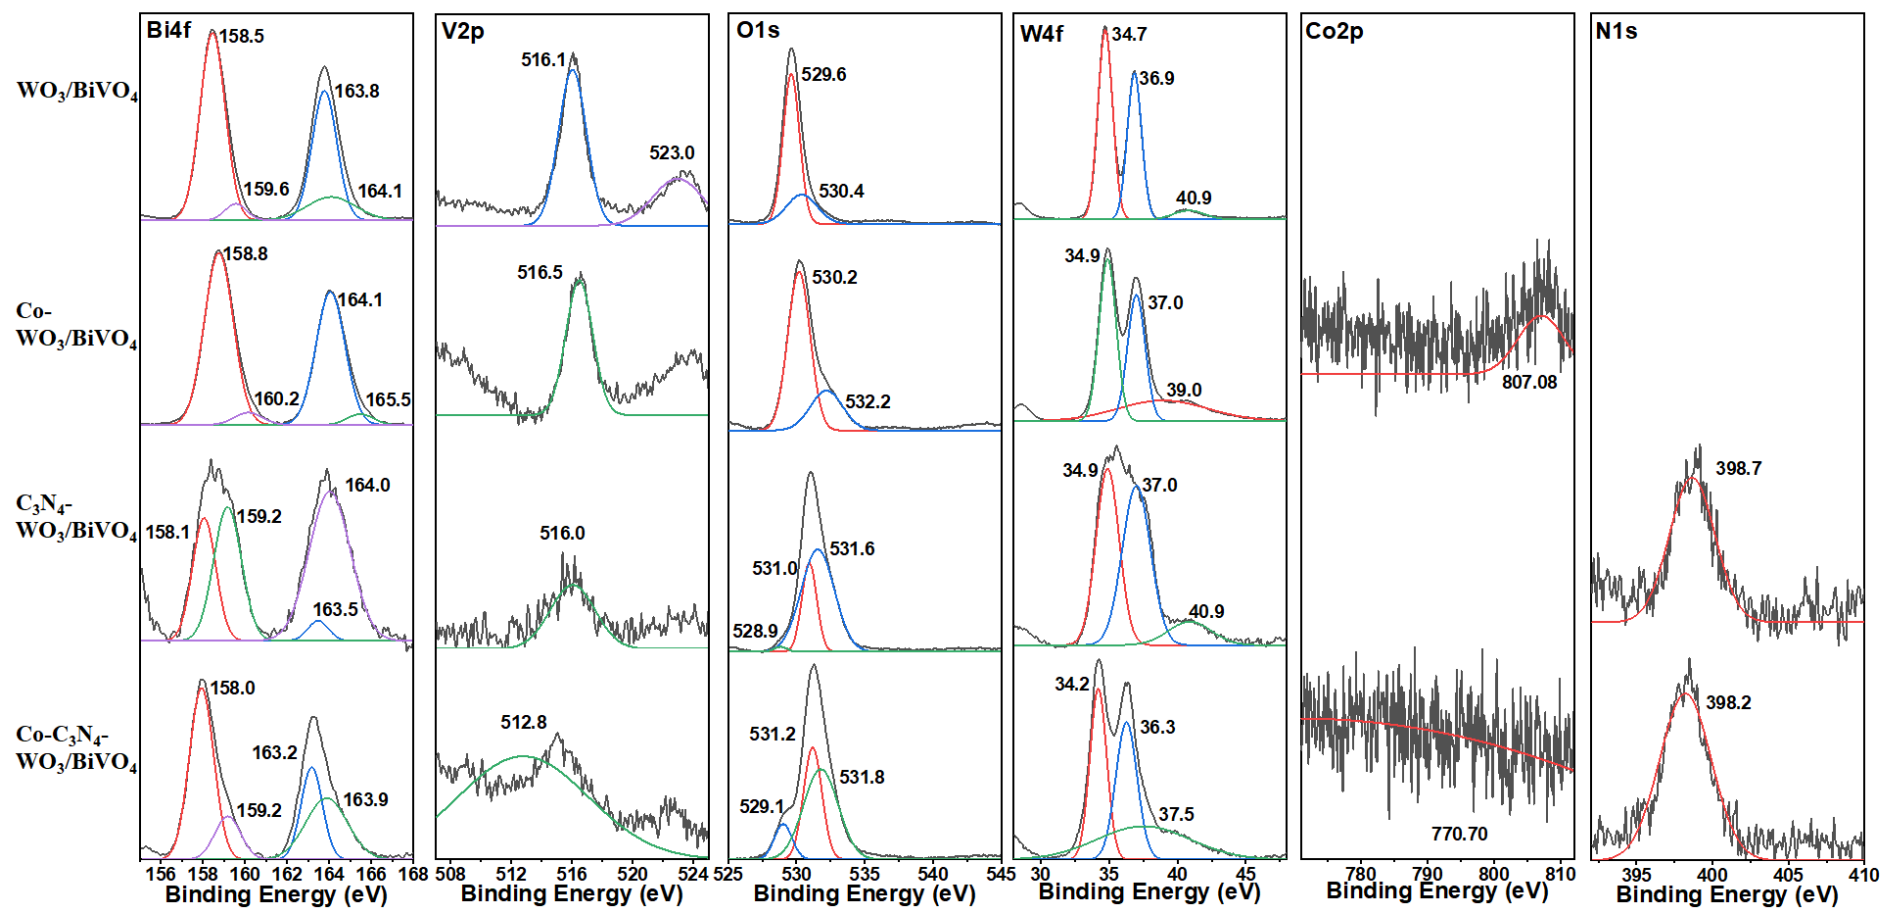 Bi4f
V2p
O1s
W4f
Co2p
N1s
WO₃/BiVO₄
158.5
163.8
159.6
164.1
516.1
523.0
529.6
530.4
34.7
36.9
40.9
Co-
WO₃/BiVO₄
158.8
164.1
160.2
165.5
516.5
530.2
532.2
34.9
37.0
39.0
807.08
C₃N₄-
WO₃/BiVO₄
158.1
159.2
164.0
163.5
516.0
531.0
531.6
528.9
34.9
37.0
40.9
398.7
Co-C₃N₄-
WO₃/BiVO₄
158.0
163.2
159.2
163.9
512.8
531.2
531.8
529.1
34.2
36.3
37.5
770.70
398.2
156 158 160 162 164 166 168
508 512 516 520 524
525 530 535 540 545
30 35 40 45
780 790 800 810
395 400 405 410
Binding Energy (eV)
Binding Energy (eV)
Binding Energy (eV)
Binding Energy (eV)
Binding Energy (eV)
Binding Energy (eV)